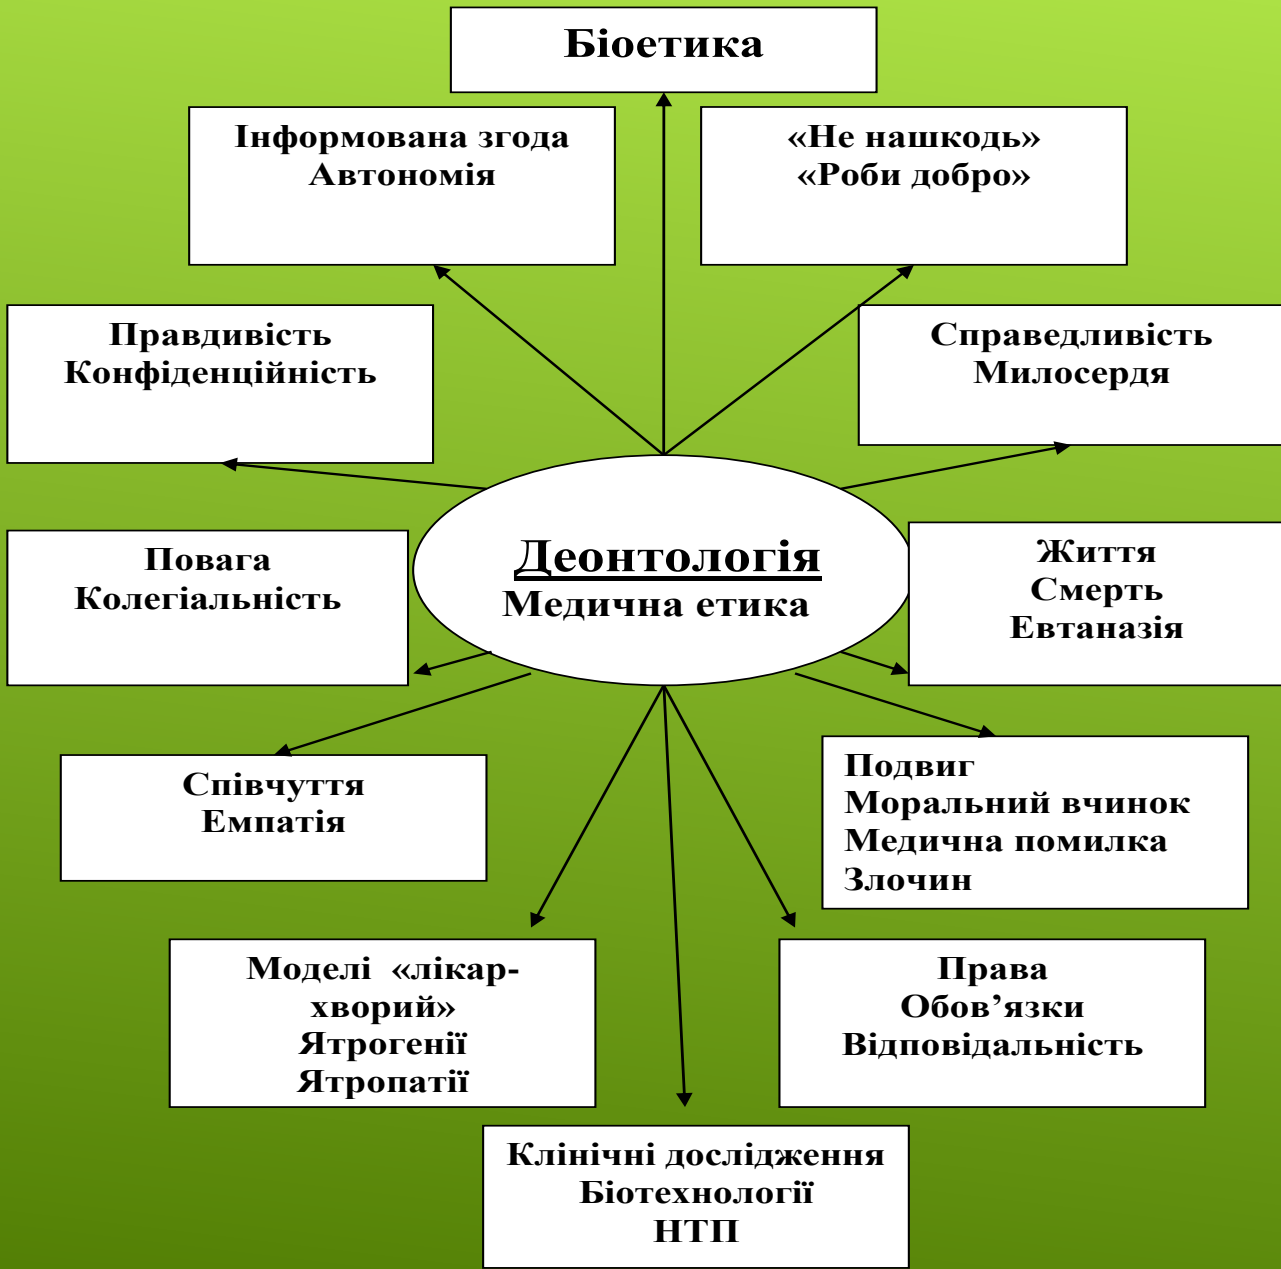 Біоетика
Інформована згода
Автономія
«Не нашкодь»
«Роби добро»
Правдивість
Конфіденційність
Справедливість
Милосердя
Деонтологія
Медична етика
Повага
Колегіальність
Життя
Смерть
Евтаназія
Співчуття
Емпатія
Подвиг
Моральний вчинок
Медична помилка
Злочин
Моделі «лікар-
хворий»
Ятрогенії
Ятропатії
Права
Обов’язки
Відповідальність
Клінічні дослідження
Біотехнології
НТП